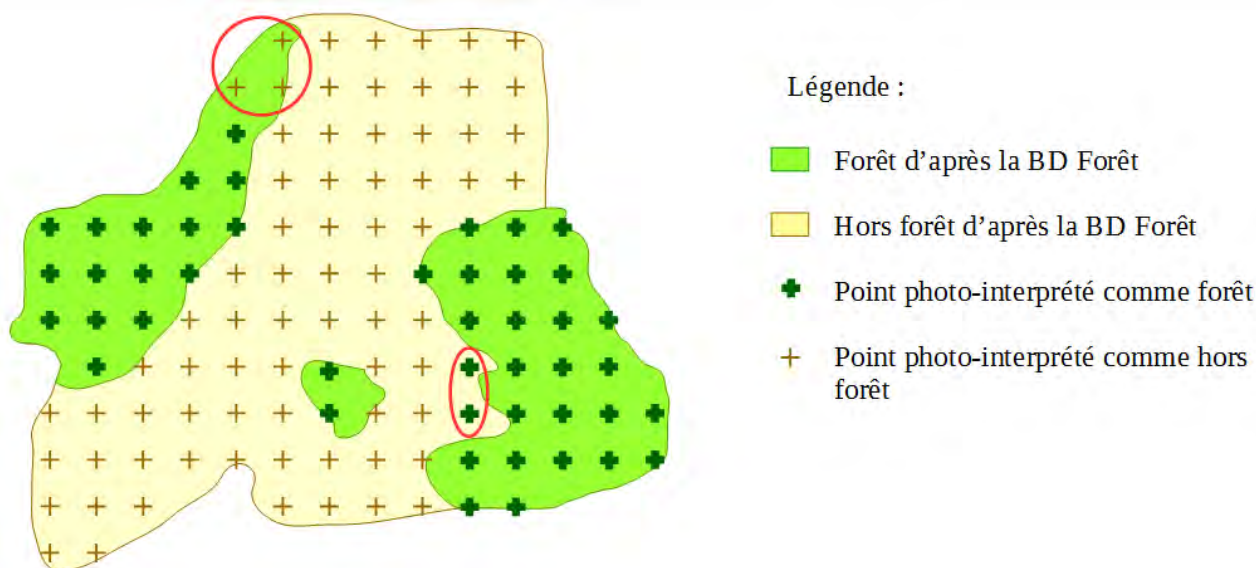 Légende :
Forêt d'après la BD Forêt
Hors forêt d'après la BD Forêt
Point photo-interprété comme forêt
Point photo-interprété comme hors
forêt